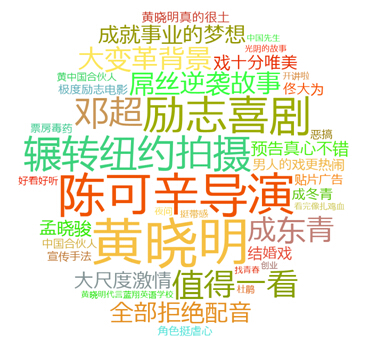 黄晓明真的很土
成就事业的梦想
中国先生
光阴的故事
大变革背景
戏十分唯美
黄中国合伙人
屌丝逆袭故事
开讲啦
极度励志电影
佟大为
邓超
励志喜剧
票房毒药
恶搞
辗转纽约拍摄
预告真心不错
男人的戏更热闹
好看好听
陈可辛导演
贴片广告
成冬青
看完像扎鸡血
夜间
挺带感
孟晓骏
黄晓明
成东青
中国合伙人
宣传手法
结婚戏
找青春
创业
大尺度激情
值得一看
杜鹃
黄晓明代言蓝翔英语学校
全部拒绝配音
角色挺虐心